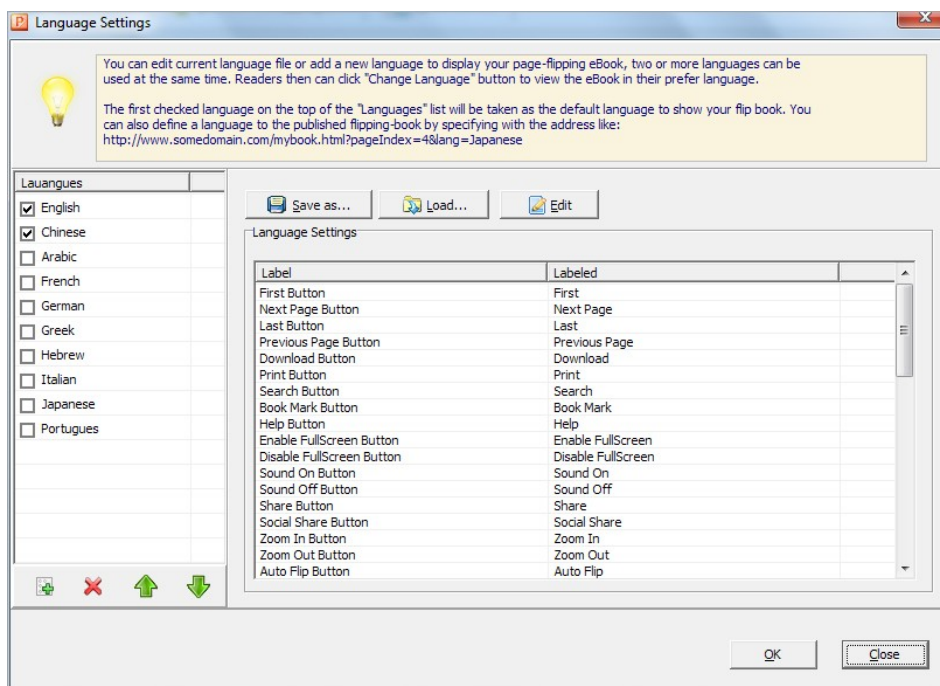 Language Settings
You can edit current language file or add a new language to display your page-flipping eBook, two or more languages can be
used at the same time. Readers then can click "Change Language" button to view the eBook in their prefer language.
The first checked language on the top of the "Languages" list will be taken as the default language to show your flip book. You
can also define a language to the published flipping-book by specifying with the address like:
http://www.somedomain.com/mybook.html?pageIndex=4&lang=Japanese
Lauangues
English
Chinese
Arabic
French
German
Greek
Hebrew
Italian
Japanese
Portugues
Save as... Load... Edit
Language Settings
Label Labeled
First Button First
Next Page Button Next Page
Last Button Last
Previous Page Button Previous Page
Download Button Download
Print Button Print
Search Button Search
Book Mark Button Book Mark
Help Button Help
Enable FullScreen Button Enable FullScreen
Disable FullScreen Button Disable FullScreen
Sound On Button Sound On
Sound Off Button Sound Off
Share Button Share
Social Share Button Social Share
Zoom In Button Zoom In
Zoom Out Button Zoom Out
Auto Flip Button Auto Flip
OK Close